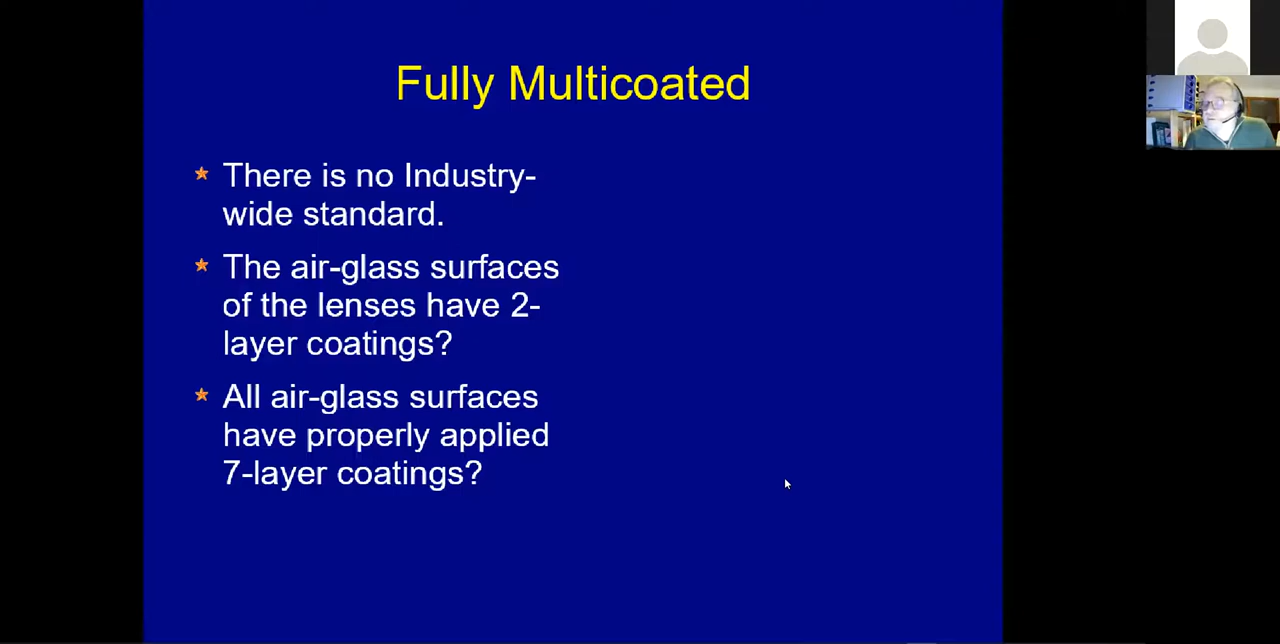 Fully Multicoated
There is no Industry-
wide standard.
The air-glass surfaces
of the lenses have 2-
layer coatings?
All air-glass surfaces
have properly applied
7-layer coatings?